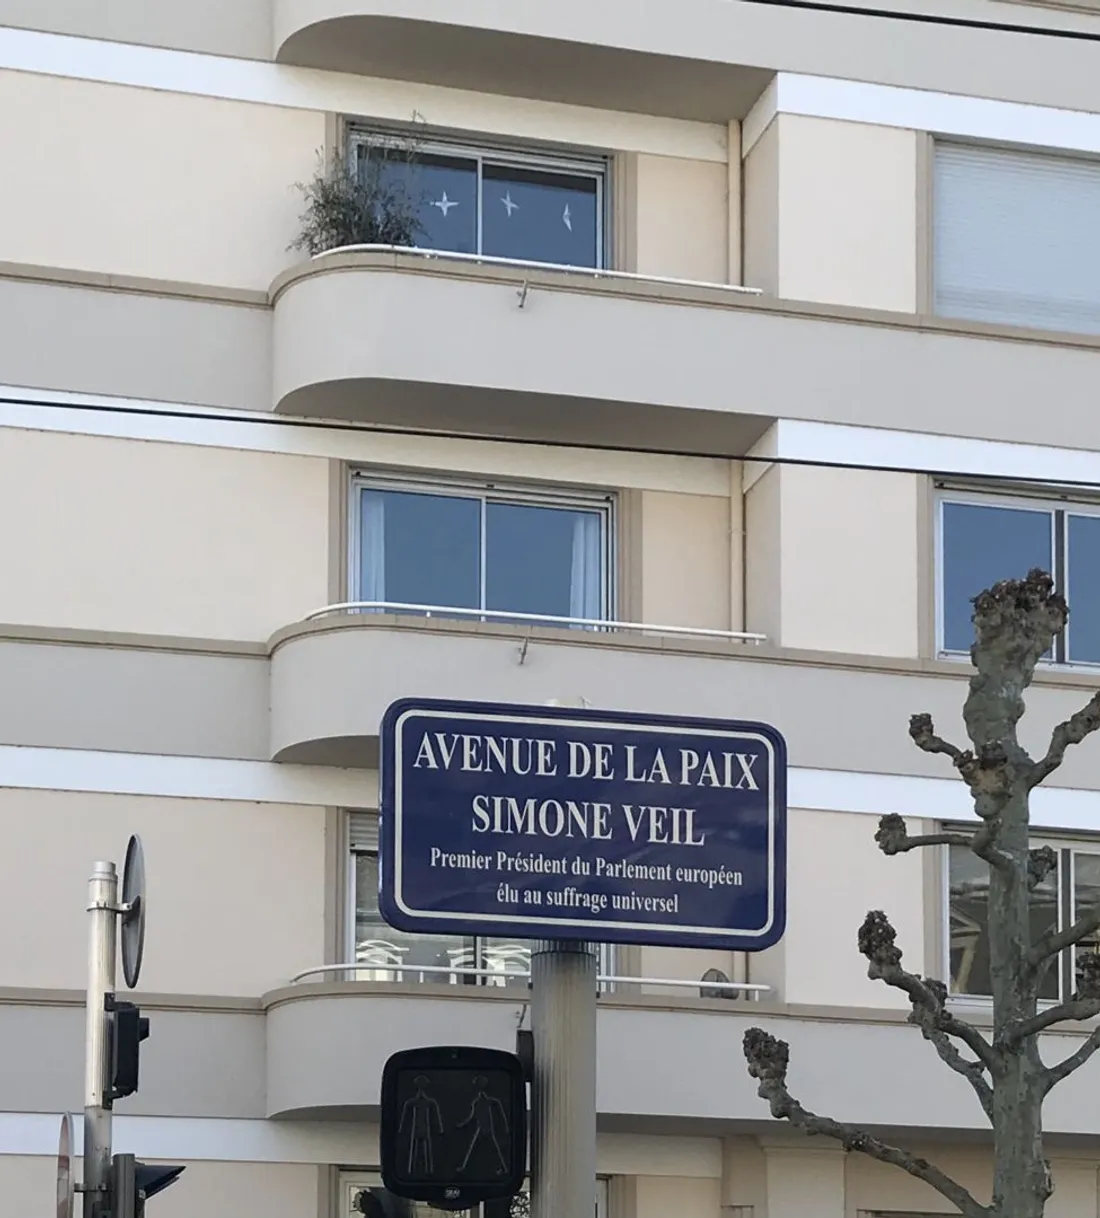 AVENUE DE LA PAIX
SIMONE VEIL
Premier Président du Parlement européen
élu au suffrage universel